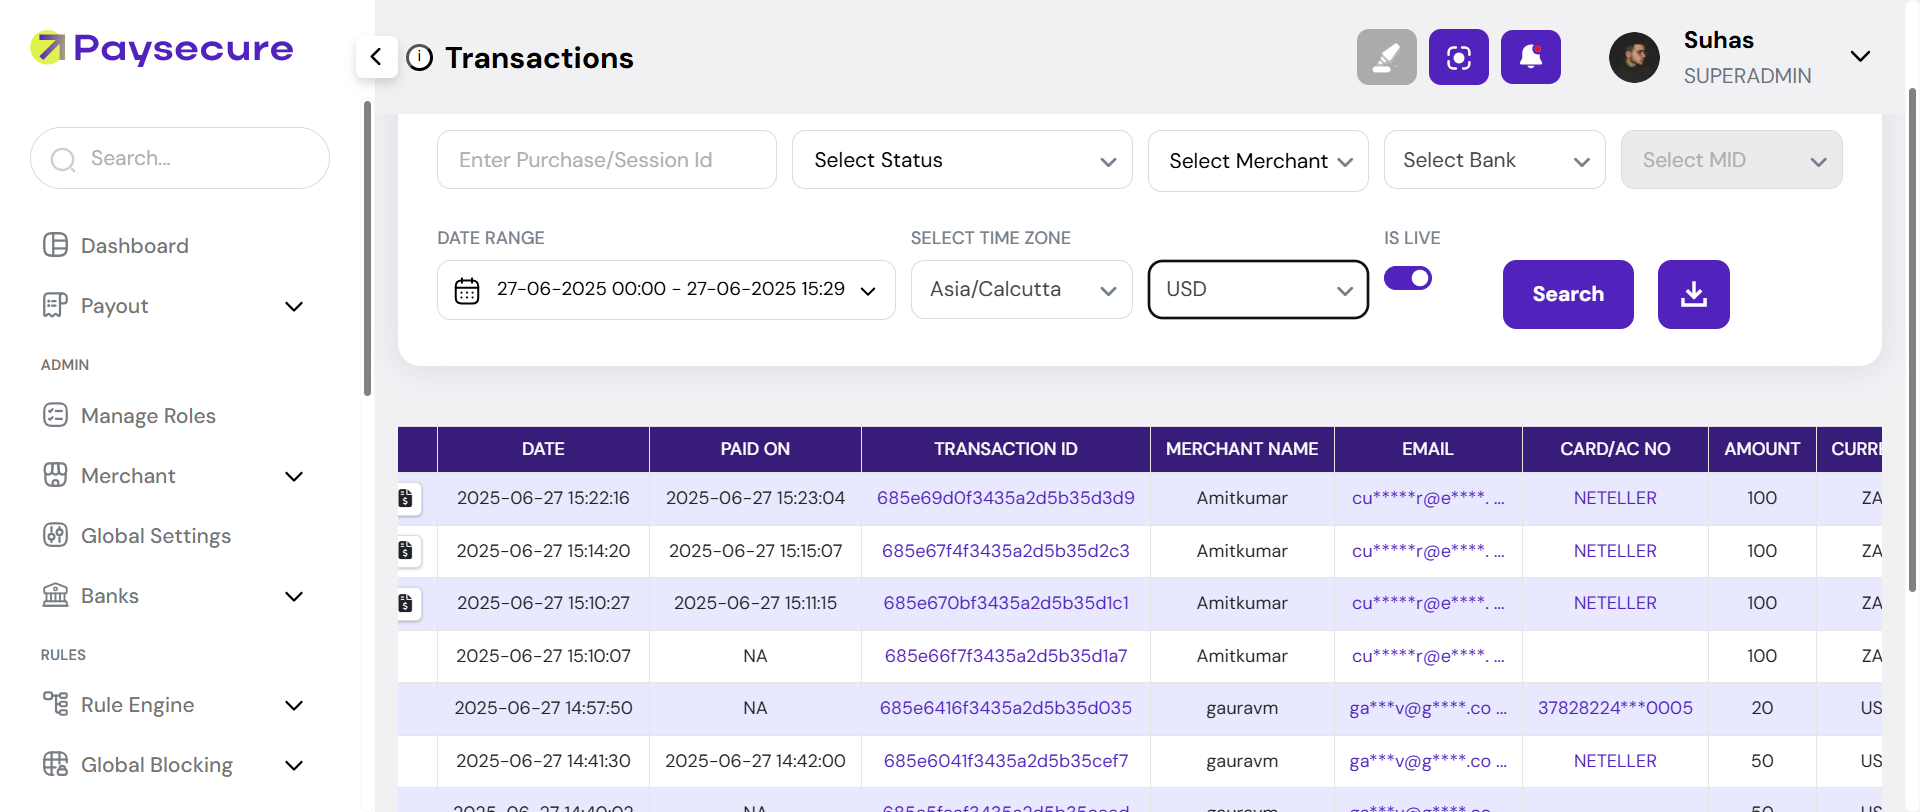 Paysecure
Transactions
Suhas
SUPERADMIN
Search...
Dashboard
Payout
ADMIN
Manage Roles
Merchant
Global Settings
Banks
RULES
Rule Engine
Global Blocking
Enter Purchase/Session Id
Select Status
Select Merchant
Select Bank
Select MID
DATE RANGE
SELECT TIME ZONE
IS LIVE
27-06-2025 00:00 - 27-06-2025 15:29
Asia/Calcutta
USD
Search
DATE PAID ON TRANSACTION ID MERCHANT NAME EMAIL CARD/AC NO AMOUNT CURRE
2025-06-27 15:22:16 2025-06-27 15:23:04 685e69d0f3435a2d5b35d3d9 Amitkumar cu*****r@e****. ... NETELLER 100 ZA
2025-06-27 15:14:20 2025-06-27 15:15:07 685e67f4f3435a2d5b35d2c3 Amitkumar cu*****r@e****. ... NETELLER 100 ZA
2025-06-27 15:10:27 2025-06-27 15:11:15 685e670bf3435a2d5b35d1c1 Amitkumar cu*****r@e****. ... NETELLER 100 ZA
2025-06-27 15:10:07 NA 685e66f7f3435a2d5b35d1a7 Amitkumar cu*****r@e****. ... 100 ZA
2025-06-27 14:57:50 NA 685e6416f3435a2d5b35d035 gauravm ga***v@g****.co ... 37828224***0005 20 US
2025-06-27 14:41:30 2025-06-27 14:42:00 685e6041f3435a2d5b35cef7 gauravm ga***v@g****.co ... NETELLER 50 US